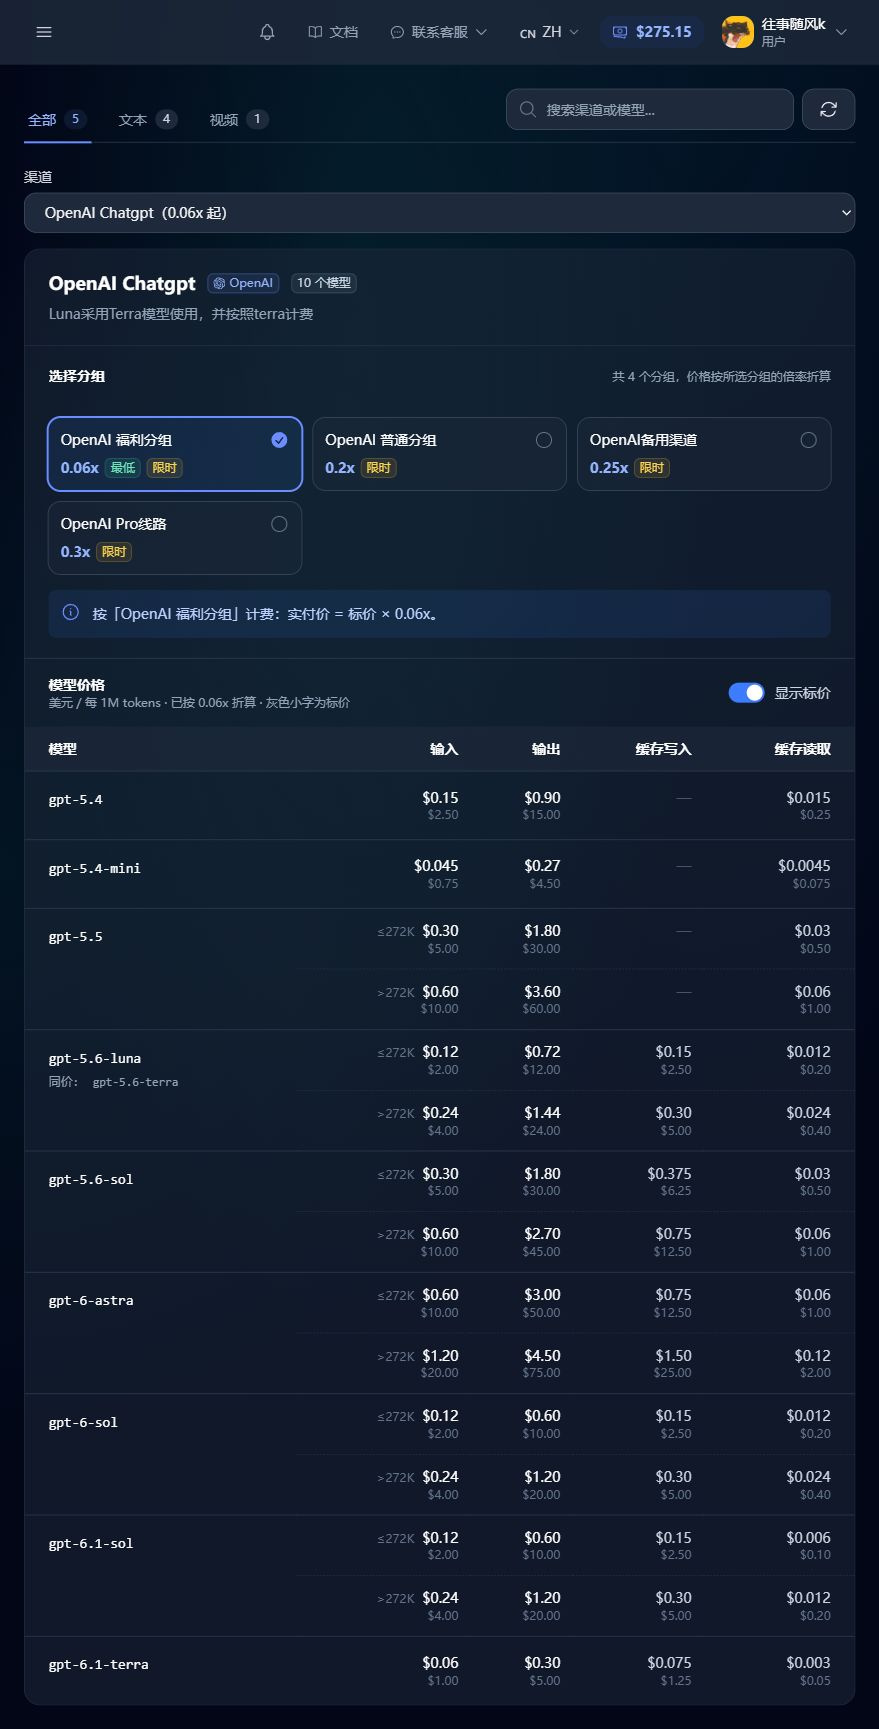 文档 联系客服 CN ZH $275.15 往事随风k
用户
全部 5 文本 4 视频 1 搜索渠道或模型...
渠道
OpenAI Chatgpt（0.06x 起）
OpenAI Chatgpt OpenAI 10 个模型
Luna采用Terra模型使用，并按照terra计费
选择分组 共 4 个分组，价格按所选分组的倍率折算
OpenAI 福利分组 OpenAI 普通分组 OpenAI备用渠道
0.06x 最低 限时 0.2x 限时 0.25x 限时
OpenAI Pro线路
0.3x 限时
按「OpenAI 福利分组」计费：实付价 = 标价 × 0.06x。
模型价格
美元 / 每 1M tokens · 已按 0.06x 折算 · 灰色小字为标价 显示标价
模型 输入 输出 缓存写入 缓存读取
gpt-5.4 $0.15 $0.90 — $0.015
$2.50 $15.00 $0.25
gpt-5.4-mini $0.045 $0.27 — $0.0045
$0.75 $4.50 $0.075
gpt-5.5 ≤272K $0.30 $1.80 — $0.03
$5.00 $30.00 $0.50
>272K $0.60 $3.60 — $0.06
$10.00 $60.00 $1.00
gpt-5.6-luna ≤272K $0.12 $0.72 $0.15 $0.012
同价： gpt-5.6-terra $2.00 $12.00 $2.50 $0.20
>272K $0.24 $1.44 $0.30 $0.024
$4.00 $24.00 $5.00 $0.40
gpt-5.6-sol ≤272K $0.30 $1.80 $0.375 $0.03
$5.00 $30.00 $6.25 $0.50
>272K $0.60 $2.70 $0.75 $0.06
$10.00 $45.00 $12.50 $1.00
gpt-6-astra ≤272K $0.60 $3.00 $0.75 $0.06
$10.00 $50.00 $12.50 $1.00
>272K $1.20 $4.50 $1.50 $0.12
$20.00 $75.00 $25.00 $2.00
gpt-6-sol ≤272K $0.12 $0.60 $0.15 $0.012
$2.00 $10.00 $2.50 $0.20
>272K $0.24 $1.20 $0.30 $0.024
$4.00 $20.00 $5.00 $0.40
gpt-6.1-sol ≤272K $0.12 $0.60 $0.15 $0.006
$2.00 $10.00 $2.50 $0.10
>272K $0.24 $1.20 $0.30 $0.012
$4.00 $20.00 $5.00 $0.20
gpt-6.1-terra $0.06 $0.30 $0.075 $0.003
$1.00 $5.00 $1.25 $0.05